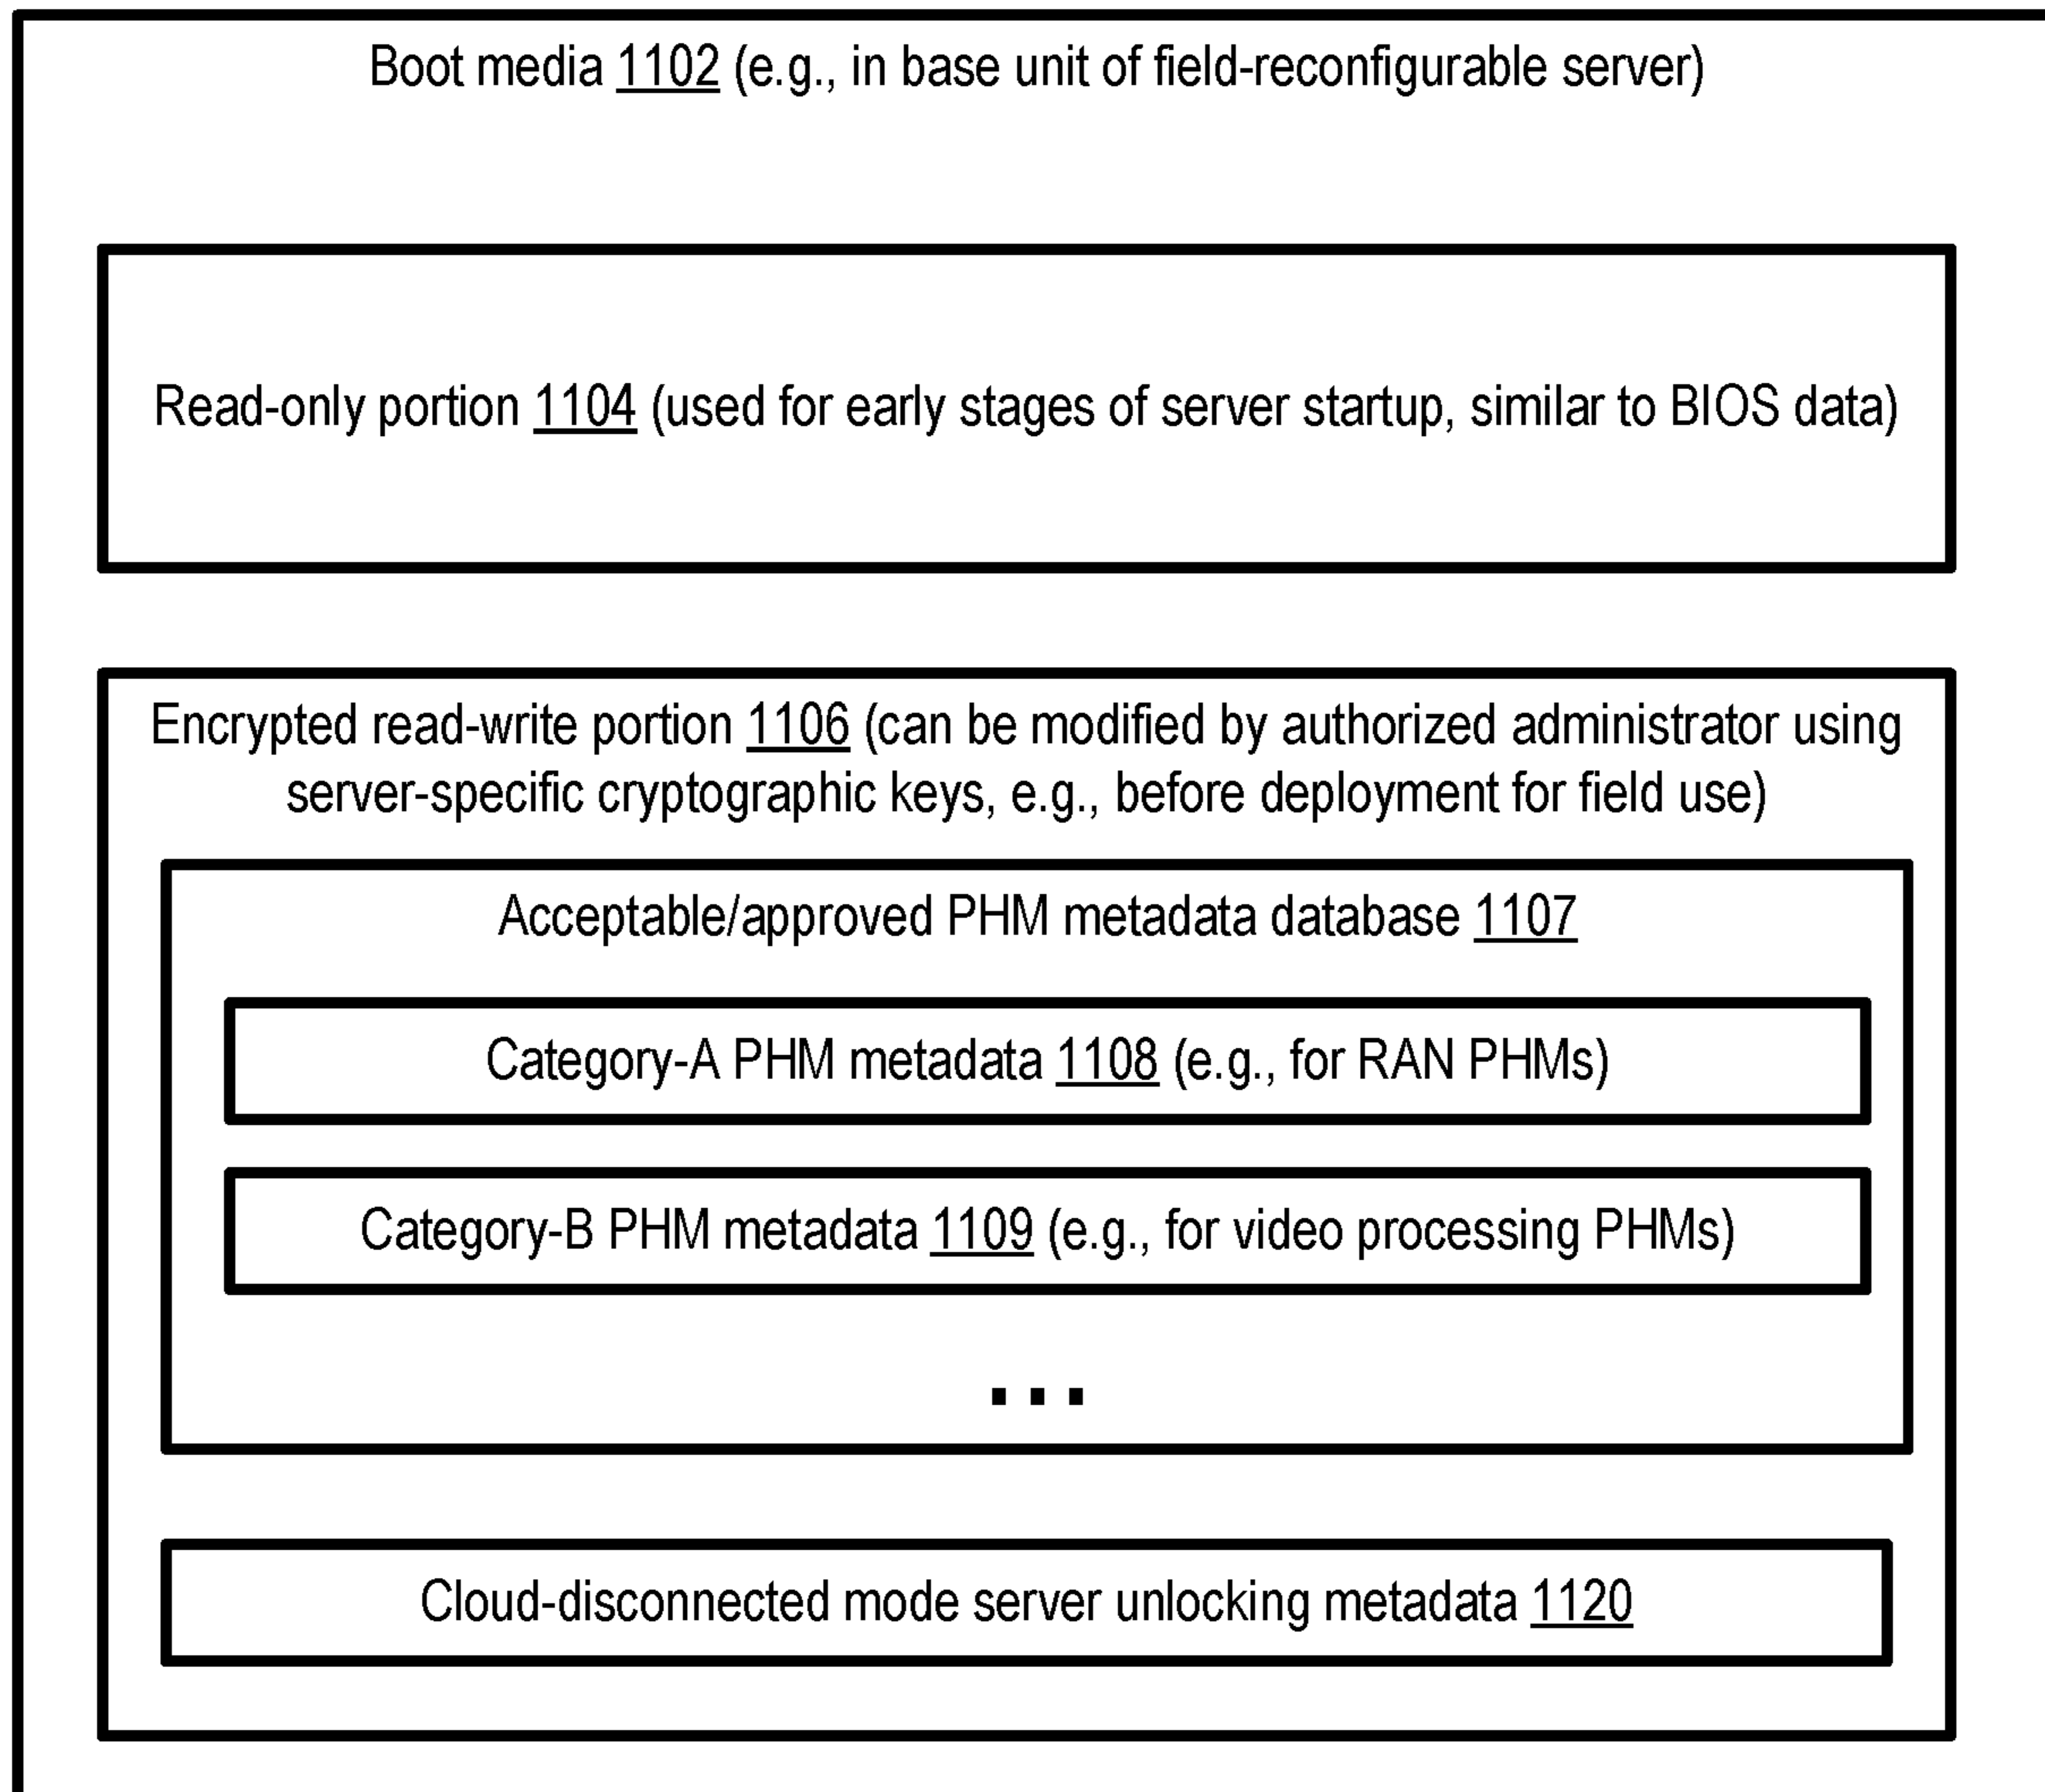 Boot media 1102 (e.g., in base unit of field-reconfigurable server)
Read-only portion 1104 (used for early stages of server startup, similar to BIOS data)
Encrypted read-write portion 1106 (can be modified by authorized administrator using
server-specific cryptographic keys, e.g., before deployment for field use)
Acceptable/approved PHM metadata database 1107
Category-A PHM metadata 1108 (e.g., for RAN PHMs)
Category-B PHM metadata 1109 (e.g., for video processing PHMs)
...
Cloud-disconnected mode server unlocking metadata 1120